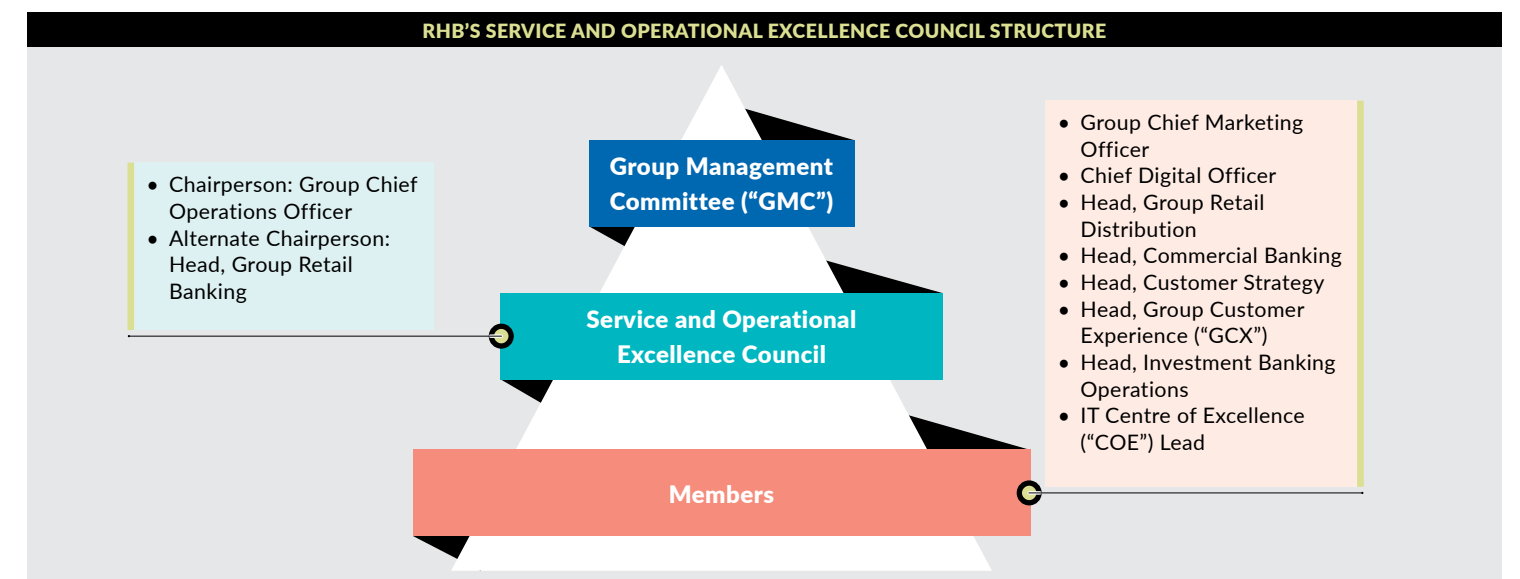 RHB'S SERVICE AND OPERATIONAL EXCELLENCE COUNCIL STRUCTURE
Group Management
Committee (“GMC”)
• Chairperson: Group Chief
Operations Officer
• Alternate Chairperson:
Head, Group Retail
Banking
Service and Operational
Excellence Council
Members
• Group Chief Marketing
Officer
• Chief Digital Officer
• Head, Group Retail
Distribution
• Head, Commercial Banking
• Head, Customer Strategy
• Head, Group Customer
Experience (“GCX”)
• Head, Investment Banking
Operations
• IT Centre of Excellence
(“COE”) Lead